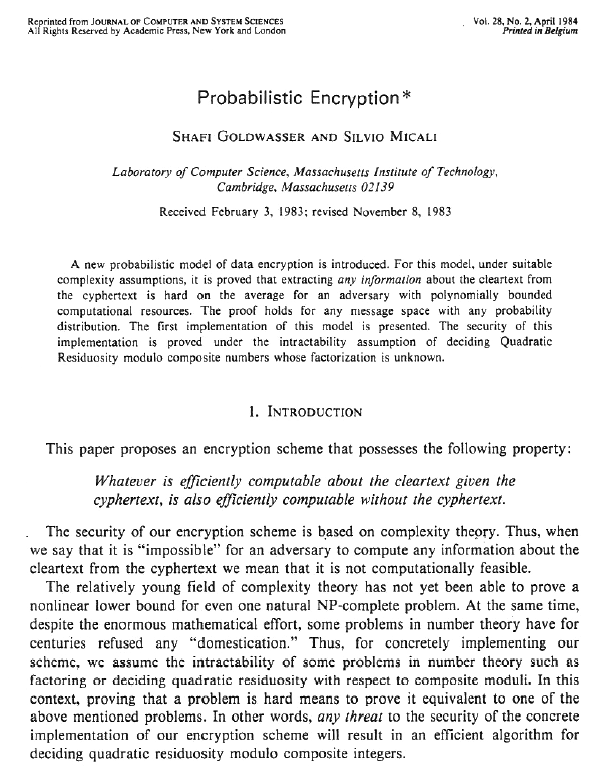 Reprinted from JOURNAL OF COMPUTER AND SYSTEM SCIENCES
All Rights Reserved by Academic Press, New York and London
Vol. 28, No. 2, April 1984
Printed in Belgium
Probabilistic Encryption*
SHAFI GOLDWASSER AND SILVIO MICALI
Laboratory of Computer Science, Massachusetts Institute of Technology,
Cambridge, Massachusetts 02139
Received February 3, 1983; revised November 8, 1983
A new probabilistic model of data encryption is introduced. For this model, under suitable
complexity assumptions, it is proved that extracting any information about the cleartext from
the cyphertext is hard on the average for an adversary with polynomially bounded
computational resources. The proof holds for any message space with any probability
distribution. The first implementation of this model is presented. The security of this
implementation is proved under the intractability assumption of deciding Quadratic
Residuosity modulo composite numbers whose factorization is unknown.
1. INTRODUCTION
This paper proposes an encryption scheme that possesses the following property:
Whatever is efficiently computable about the cleartext given the
cyphertext, is also efficiently computable without the cyphertext.
The security of our encryption scheme is based on complexity theory. Thus, when
we say that it is “impossible” for an adversary to compute any information about the
cleartext from the cyphertext we mean that it is not computationally feasible.
The relatively young field of complexity theory has not yet been able to prove a
nonlinear lower bound for even one natural NP-complete problem. At the same time,
despite the enormous mathematical effort, some problems in number theory have for
centuries refused any “domestication.” Thus, for concretely implementing our
scheme, we assume the intractability of some problems in number theory such as
factoring or deciding quadratic residuosity with respect to composite moduli. In this
context, proving that a problem is hard means to prove it equivalent to one of the
above mentioned problems. In other words, any threat to the security of the concrete
implementation of our encryption scheme will result in an efficient algorithm for
deciding quadratic residuosity modulo composite integers.